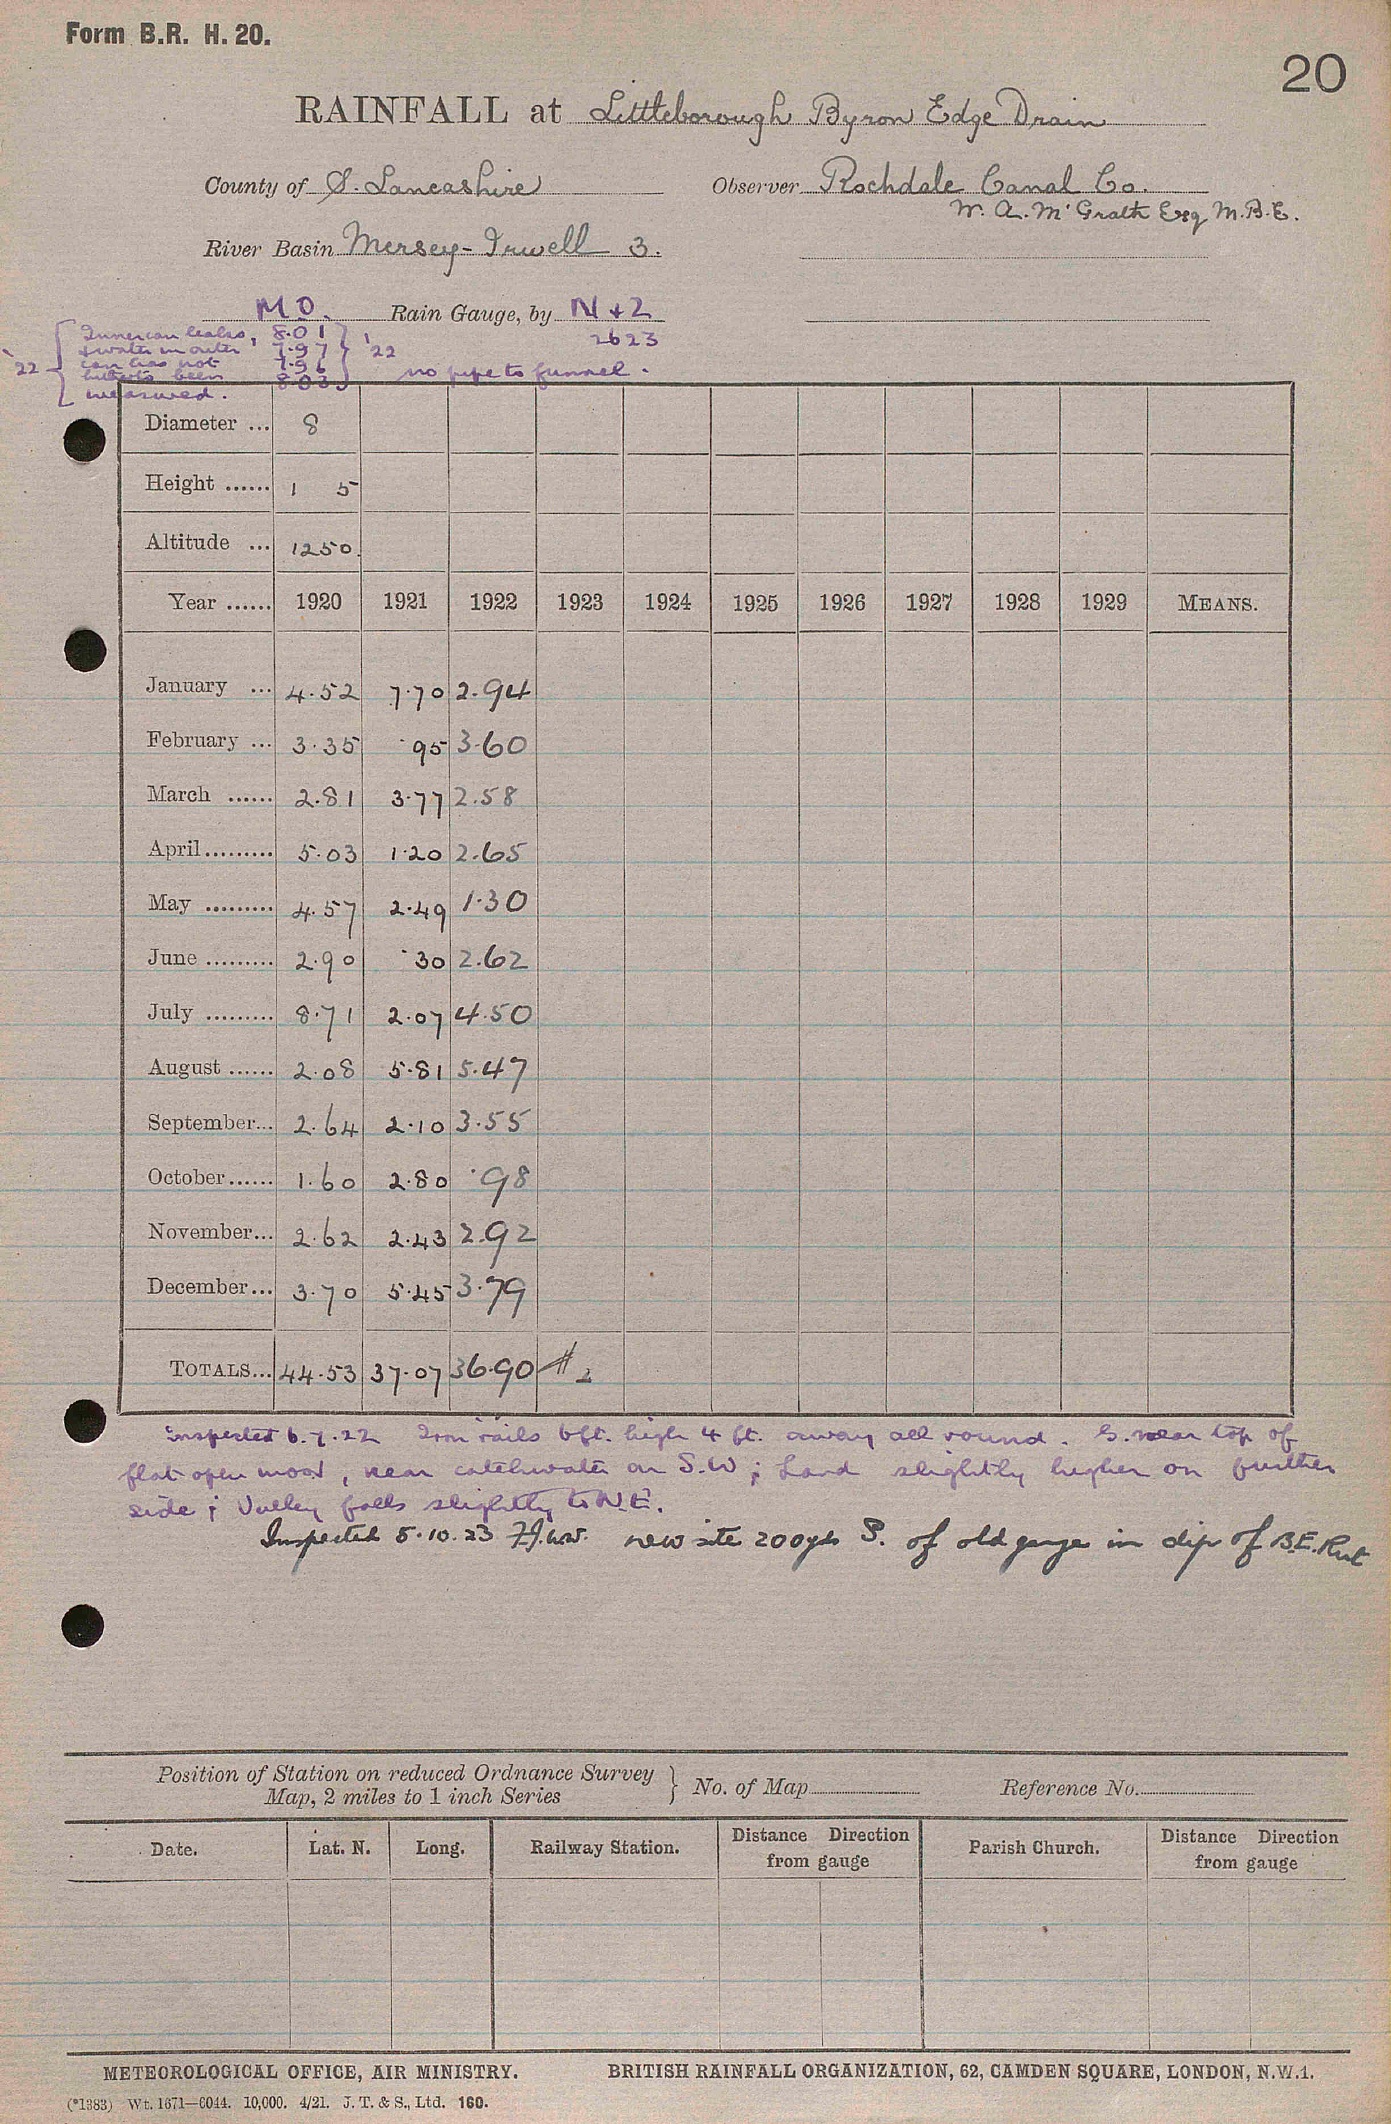 Form B.R. H. 20.
20
RAINFALL at Littleborough Byron Edge Drain
County of S. Lancashire Observer Rochdale Canal Co.
W. A. McGrath Esq M.B.E.
River Basin Mersey-Irwell 3.
M O. Rain Gauge, by N + Z
2623
'22 { Inner can leaks, 8.01 } '22
& water in outer 7.97
can has not 7.96
hitherto been 8.03
measured.
no pipe to funnel.
Diameter ... 8
Height ...... 1 5
Altitude ... 1250.
Year ...... 1920 1921 1922 1923 1924 1925 1926 1927 1928 1929 MEANS.
January ... 4.52 7.70 2.94
February ... 3.35 .95 3.60
March ...... 2.81 3.77 2.58
April......... 5.03 1.20 2.65
May ......... 4.57 2.49 1.30
June ......... 2.90 .30 2.62
July ......... 8.71 2.07 4.50
August ...... 2.08 5.81 5.47
September... 2.64 2.10 3.55
October...... 1.60 2.80 .98
November... 2.62 2.43 2.92
December... 3.70 5.45 3.79
TOTALS... 44.53 37.07 36.90 # 2
Inspected 6.7.22 Iron rails 6ft. high 4 ft. away all round. G. near top of
flat open moor, near catchwater on S.W; Land slightly higher on further
side; Valley falls slightly to N.E.
Inspected 5.10.23 new site 200yds S. of old gauge in dip of B.E.
Position of Station on reduced Ordnance Survey
Map, 2 miles to 1 inch Series } No. of Map Reference No.
Date. Lat. N. Long. Railway Station. Distance Direction
from gauge Parish Church. Distance Direction
from gauge
METEOROLOGICAL OFFICE, AIR MINISTRY. BRITISH RAINFALL ORGANIZATION, 62, CAMDEN SQUARE, LONDON, N.W.1.
(*1383) Wt. 1671—6044. 10,000. 4/21. J. T. & S., Ltd. 160.